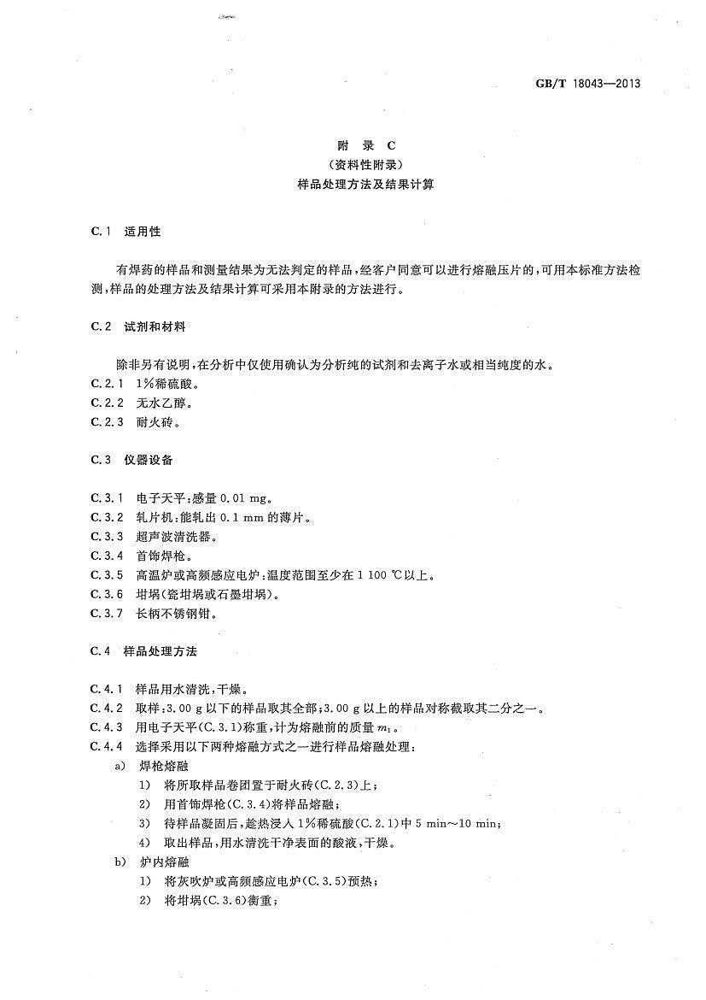 GB/T 18043—2013
附 录 C
（资料性附录）
样品处理方法及结果计算
C.1 适用性
有焊药的样品和测量结果为无法判定的样品，经客户同意可以进行熔融压片的，可用本标准方法检
测，样品的处理方法及结果计算可采用本附录的方法进行。
C.2 试剂和材料
除非另有说明，在分析中仅使用确认为分析纯的试剂和去离子水或相当纯度的水。
C.2.1 1%稀硫酸。
C.2.2 无水乙醇。
C.2.3 耐火砖。
C.3 仪器设备
C.3.1 电子天平：感量 0.01 mg。
C.3.2 轧片机：能轧出 0.1 mm 的薄片。
C.3.3 超声波清洗器。
C.3.4 首饰焊枪。
C.3.5 高温炉或高频感应电炉：温度范围至少在 1 100 ℃以上。
C.3.6 坩埚（瓷坩埚或石墨坩埚）。
C.3.7 长柄不锈钢钳。
C.4 样品处理方法
C.4.1 样品用水清洗，干燥。
C.4.2 取样：3.00 g 以下的样品取其全部；3.00 g 以上的样品对称截取其二分之一。
C.4.3 用电子天平（C.3.1）称重，计为熔融前的质量 m₁。
C.4.4 选择采用以下两种熔融方式之一进行样品熔融处理：
a） 焊枪熔融
1） 将所取样品卷团置于耐火砖（C.2.3）上；
2） 用首饰焊枪（C.3.4）将样品熔融；
3） 待样品凝固后，趁热浸入 1%稀硫酸（C.2.1）中 5 min～10 min；
4） 取出样品，用水清洗干净表面的酸液，干燥。
b） 炉内熔融
1） 将灰吹炉或高频感应电炉（C.3.5）预热；
2） 将坩埚（C.3.6）衡重；